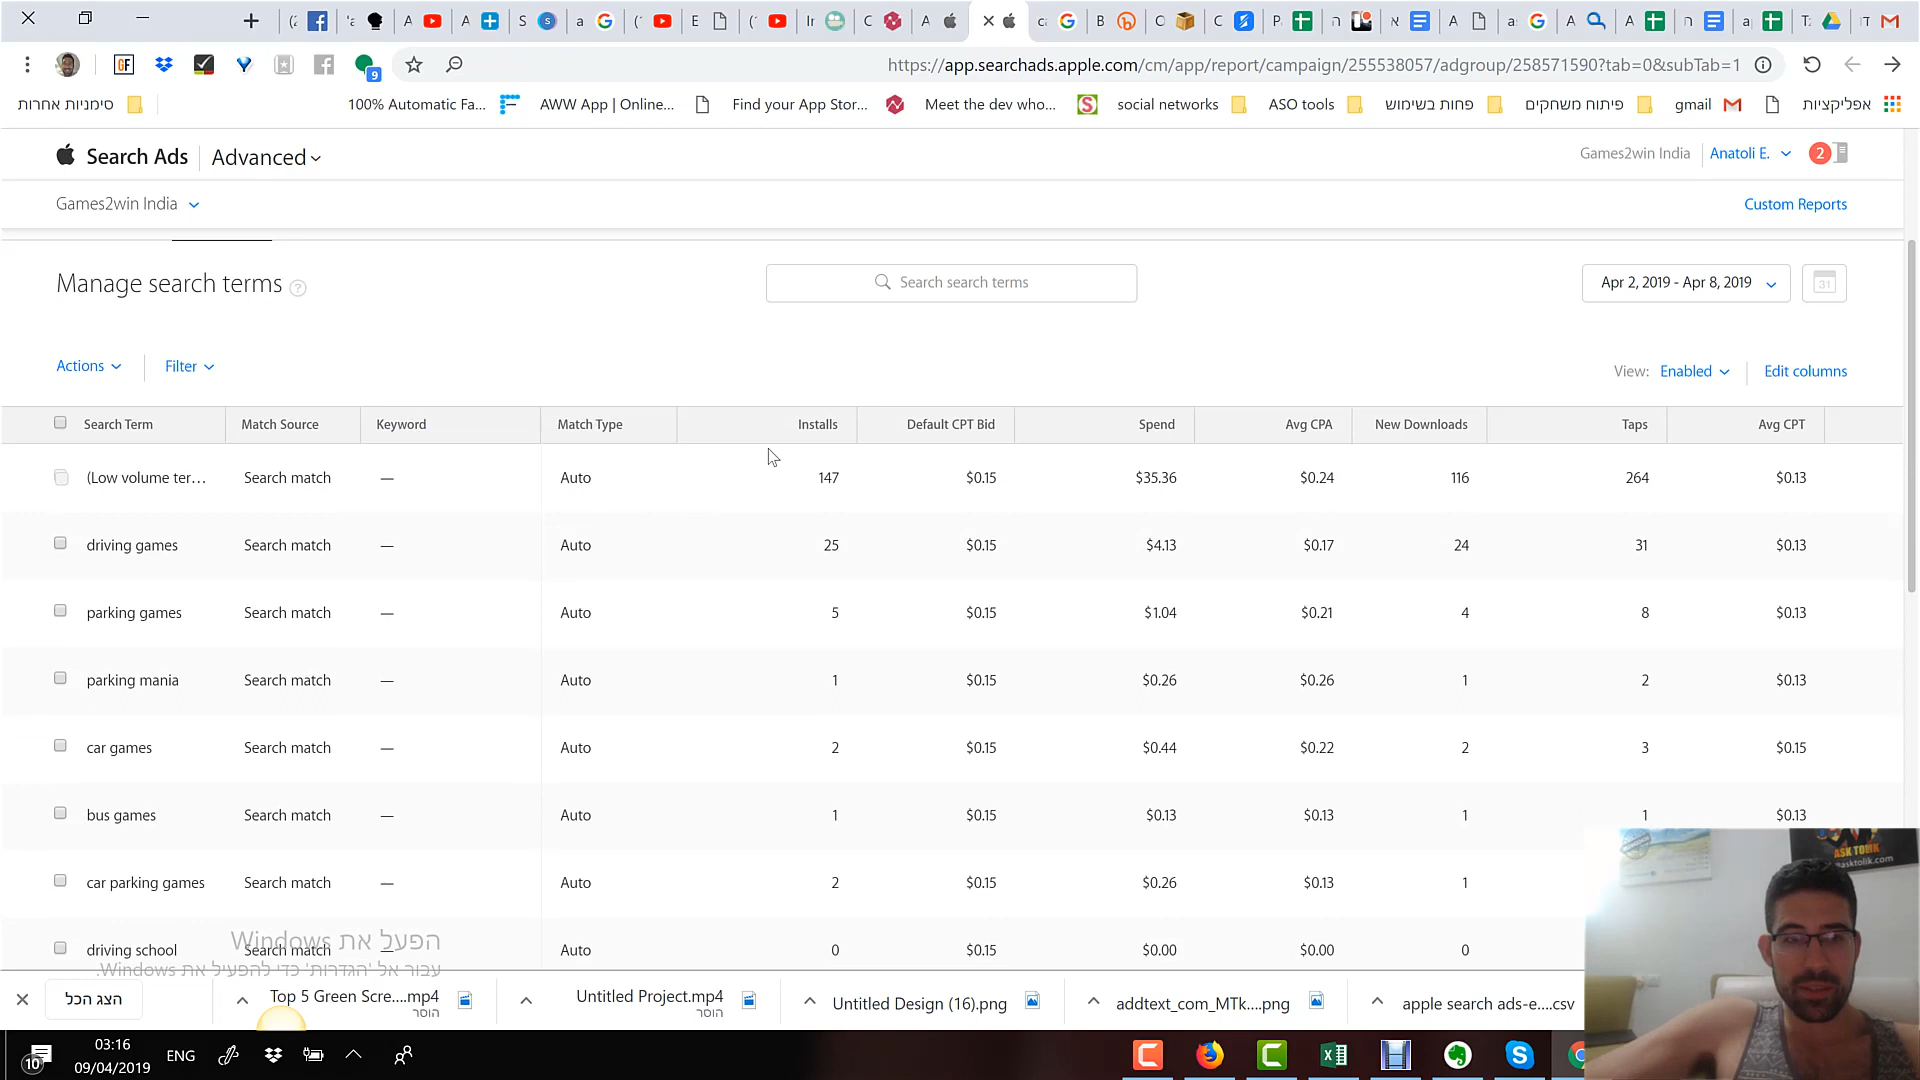 https://app.searchads.apple.com/cm/app/report/campaign/255538057/adgroup/258571590?tab=0&subTab=1
סימניות אחרות
100% Automatic Fa...
AWW App | Online...
Find your App Stor...
Meet the dev who...
social networks
ASO tools
פחות בשימוש
פיתוח משחקים
gmail
אפליקציות
Search Ads
Advanced
Games2win India
Anatoli E.
2
Games2win India
Custom Reports
Manage search terms ?
Search search terms
Apr 2, 2019 - Apr 8, 2019
31
Actions
Filter
View: Enabled
Edit columns
Search Term Match Source Keyword Match Type Installs Default CPT Bid Spend Avg CPA New Downloads Taps Avg CPT
(Low volume ter... Search match — Auto 147 $0.15 $35.36 $0.24 116 264 $0.13
driving games Search match — Auto 25 $0.15 $4.13 $0.17 24 31 $0.13
parking games Search match — Auto 5 $0.15 $1.04 $0.21 4 8 $0.13
parking mania Search match — Auto 1 $0.15 $0.26 $0.26 1 2 $0.13
car games Search match — Auto 2 $0.15 $0.44 $0.22 2 3 $0.15
bus games Search match — Auto 1 $0.15 $0.13 $0.13 1 1 $0.13
car parking games Search match — Auto 2 $0.15 $0.26 $0.13 1
driving school Search match — Auto 0 $0.15 $0.00 $0.00 0
הפעל את Windows
עבור אל 'הגדרות' כדי להפעיל את Windows.
ASK TOLIK
asktolik.com
הצג הכל
Top 5 Green Scre....mp4
הוסר
Untitled Project.mp4
הוסר
Untitled Design (16).png
addtext_com_MTk....png
apple search ads-e....csv
10
03:16
09/04/2019
ENG